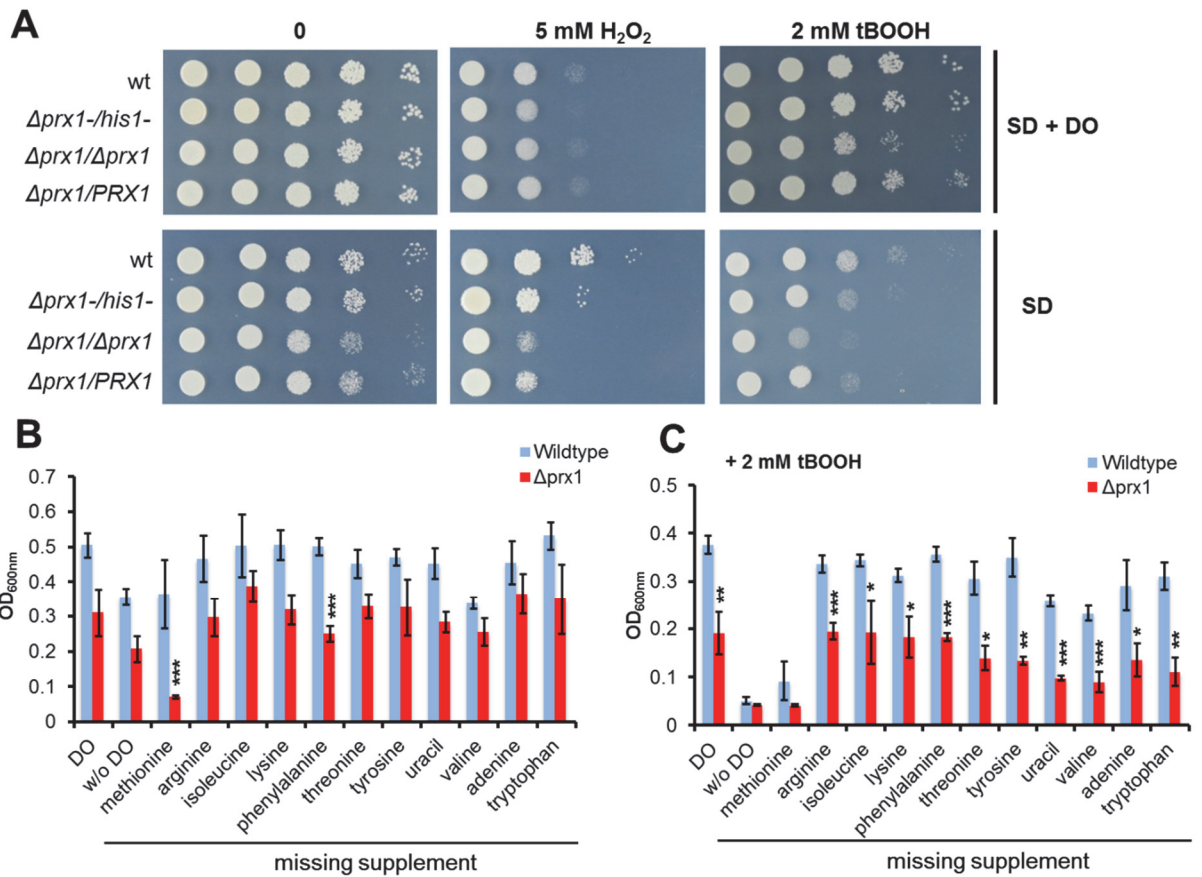 A
0
5 mM H₂O₂
2 mM tBOOH
wt
Δprx1-/his1-
Δprx1/Δprx1
Δprx1/PRX1
SD + DO
wt
Δprx1-/his1-
Δprx1/Δprx1
Δprx1/PRX1
SD
B
Wildtype
Δprx1
OD600nm
0.7
0.6
0.5
0.4
0.3
0.2
0.1
0
***
***
DO
w/o DO
methionine
arginine
isoleucine
lysine
phenylalanine
threonine
tyrosine
uracil
valine
adenine
tryptophan
missing supplement
C
+ 2 mM tBOOH
Wildtype
Δprx1
OD600nm
0.5
0.4
0.3
0.2
0.1
0
**
***
*
*
***
*
**
***
***
*
**
DO
w/o DO
methionine
arginine
isoleucine
lysine
phenylalanine
threonine
tyrosine
uracil
valine
adenine
tryptophan
missing supplement